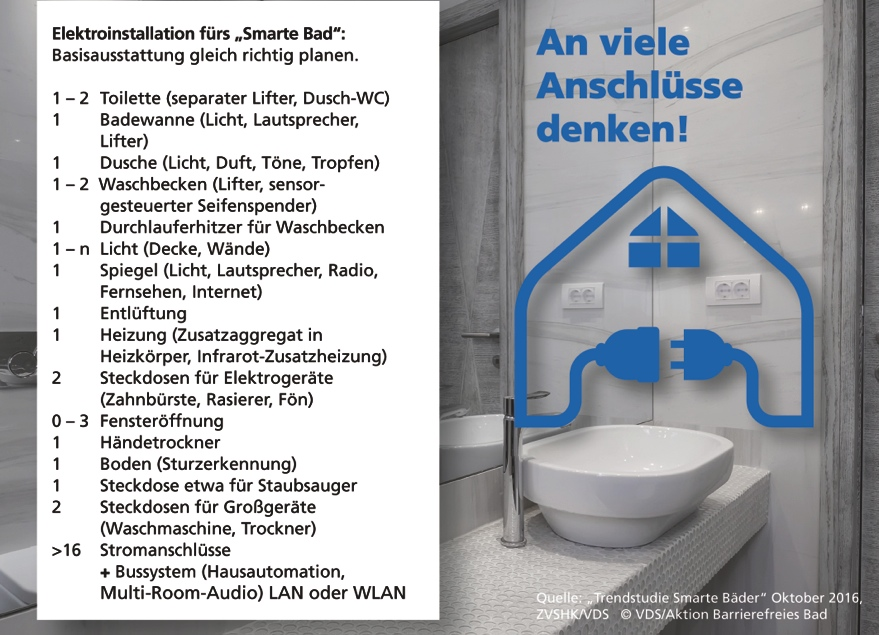 Elektroinstallation fürs „Smarte Bad“:
Basisausstattung gleich richtig planen.
1 – 2 Toilette (separater Lifter, Dusch-WC)
1 Badewanne (Licht, Lautsprecher,
Lifter)
1 Dusche (Licht, Duft, Töne, Tropfen)
1 – 2 Waschbecken (Lifter, sensor-
gesteuerter Seifenspender)
1 Durchlauferhitzer für Waschbecken
1 – n Licht (Decke, Wände)
1 Spiegel (Licht, Lautsprecher, Radio,
Fernsehen, Internet)
1 Entlüftung
1 Heizung (Zusatzaggregat in
Heizkörper, Infrarot-Zusatzheizung)
2 Steckdosen für Elektrogeräte
(Zahnbürste, Rasierer, Fön)
0 – 3 Fensteröffnung
1 Händetrockner
1 Boden (Sturzerkennung)
1 Steckdose etwa für Staubsauger
2 Steckdosen für Großgeräte
(Waschmaschine, Trockner)
>16 Stromanschlüsse
+ Bussystem (Hausautomation,
Multi-Room-Audio) LAN oder WLAN
An viele
Anschlüsse
denken!
Quelle: „Trendstudie Smarte Bäder“ Oktober 2016,
ZVSHK/VDS © VDS/Aktion Barrierefreies Bad